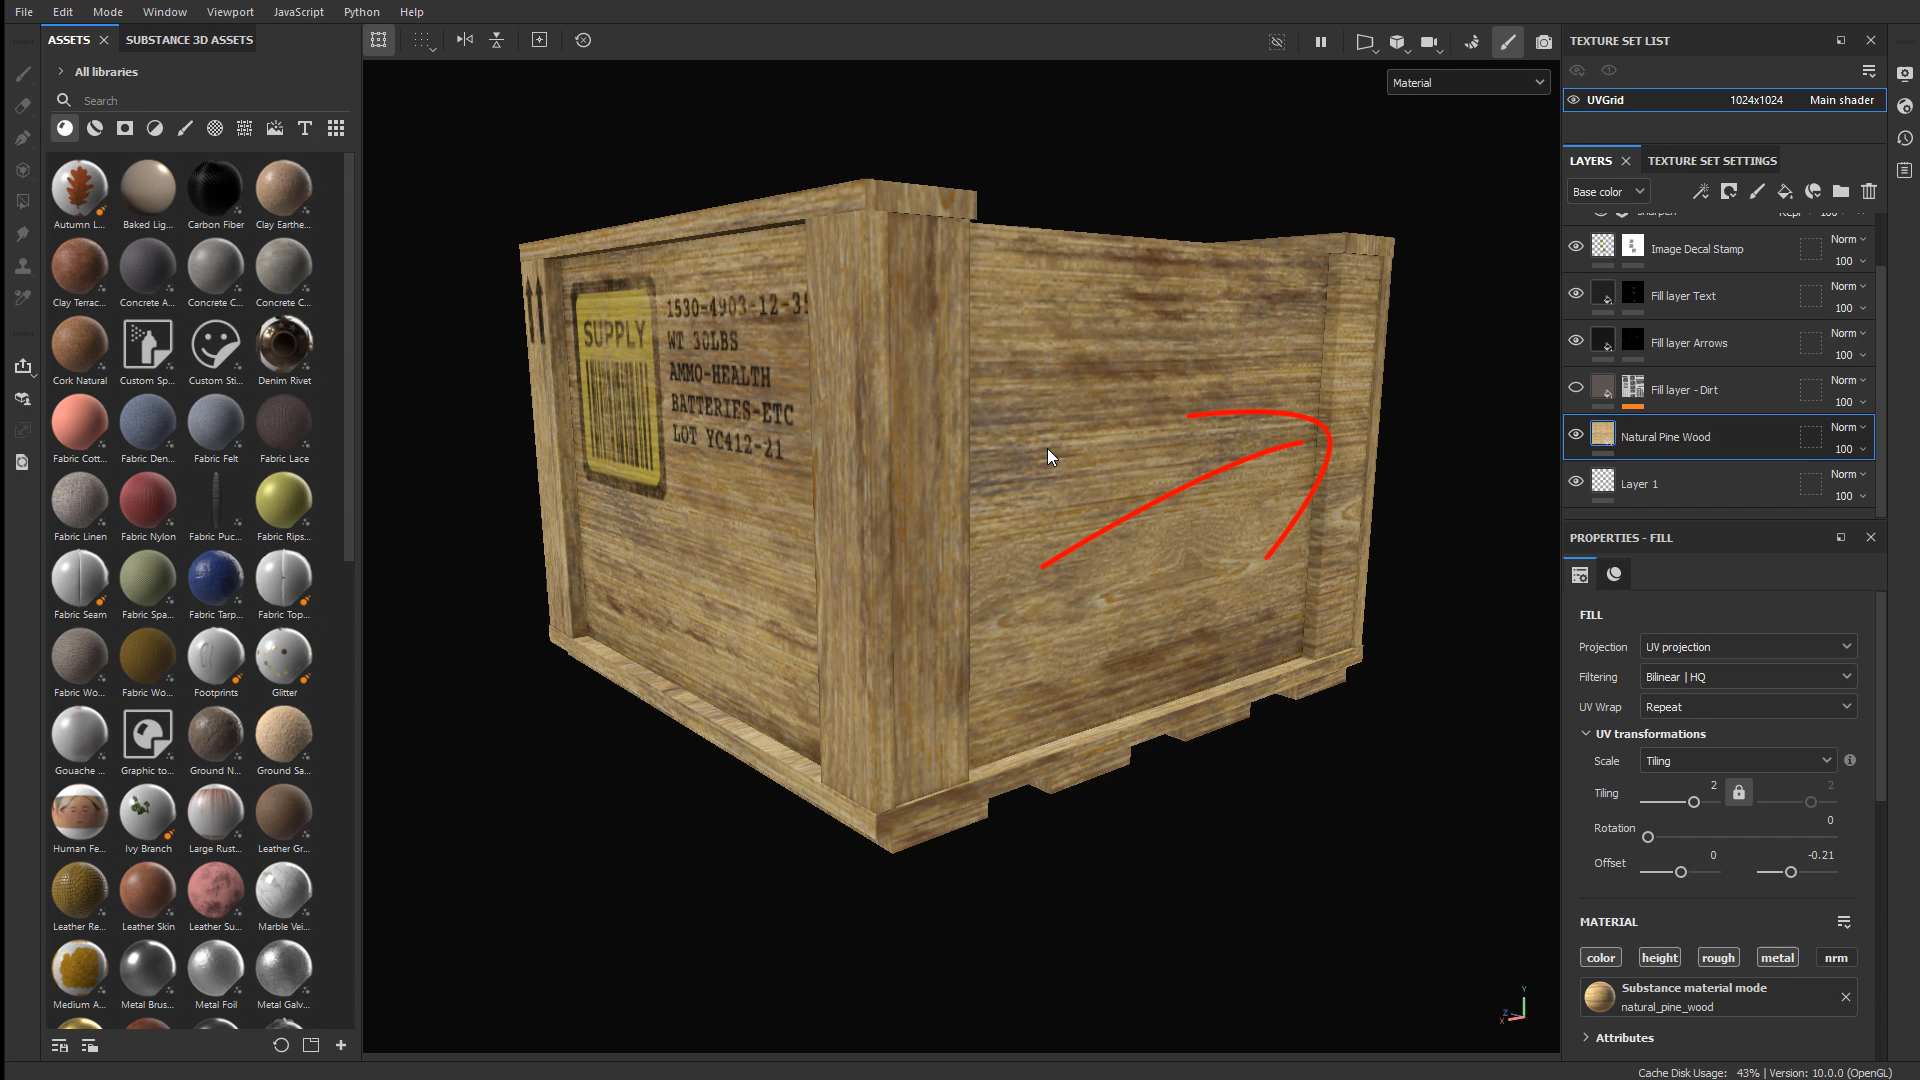 File Edit Mode Window Viewport JavaScript Python Help
ASSETS SUBSTANCE 3D ASSETS
All libraries
Search
Autumn L... Baked Lig... Carbon Fiber Clay Earthe...
Clay Terrac... Concrete A... Concrete C... Concrete C...
Cork Natural Custom Sp... Custom Sti... Denim Rivet
Fabric Cott... Fabric Den... Fabric Felt Fabric Lace
Fabric Linen Fabric Nylon Fabric Puc... Fabric Rips...
Fabric Seam Fabric Spa... Fabric Tarp... Fabric Top...
Fabric Wo... Fabric Wo... Footprints Glitter
Gouache ... Graphic to... Ground N... Ground Sa...
Human Fe... Ivy Branch Large Rust... Leather Gr...
Leather Re... Leather Skin Leather Su... Marble Vei...
Medium A... Metal Brus... Metal Foil Metal Galv...
Material
SUPPLY
1530-4903-12-35
WT 30LBS
AMMO-HEALTH
BATTERIES-ETC
LOT YC412-21
Y
Z
X
TEXTURE SET LIST
UVGrid 1024x1024 Main shader
LAYERS TEXTURE SET SETTINGS
Base color
Image Decal Stamp Norm 100
Fill layer Text Norm 100
Fill layer Arrows Norm 100
Fill layer - Dirt Norm 100
Natural Pine Wood Norm 100
Layer 1 Norm 100
PROPERTIES - FILL
FILL
Projection UV projection
Filtering Bilinear | HQ
UV Wrap Repeat
UV transformations
Scale Tiling
Tiling 2 2
Rotation 0
Offset 0 -0.21
MATERIAL
color height rough metal nrm
Substance material mode
natural_pine_wood
Attributes
Cache Disk Usage: 43% | Version: 10.0.0 (OpenGL)